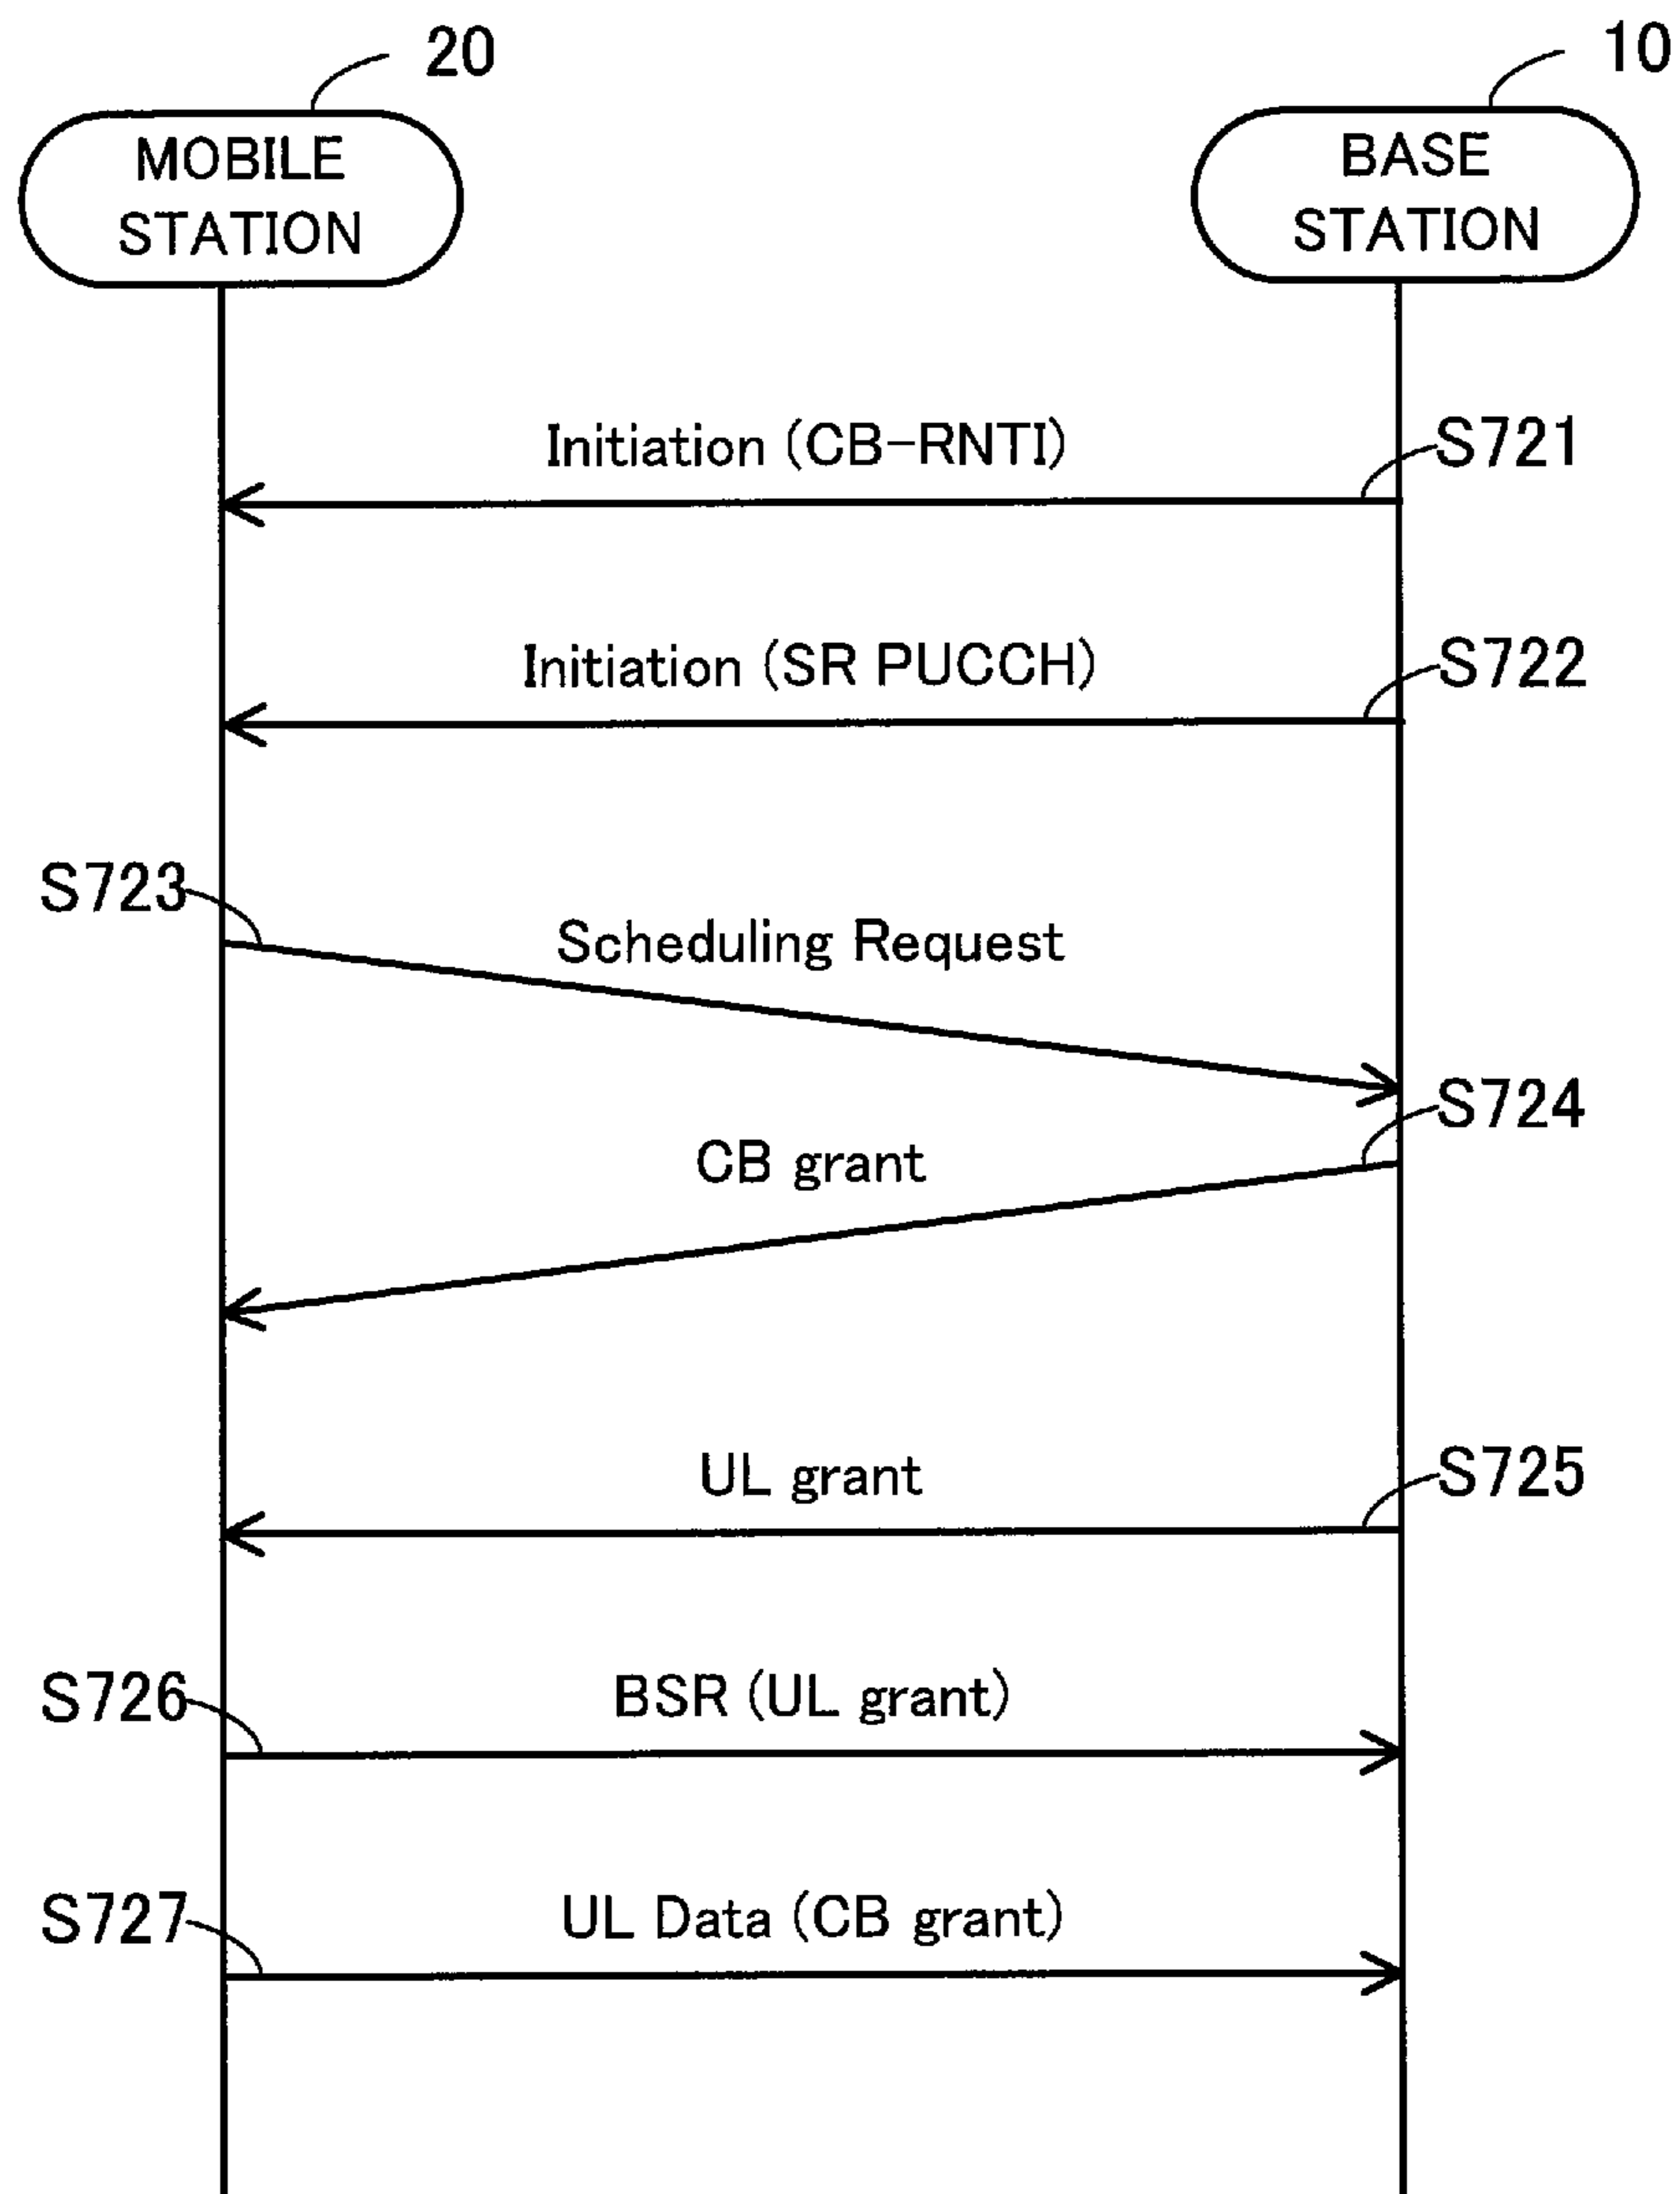 20
10
MOBILE
STATION
BASE
STATION
Initiation (CB-RNTI)
S721
Initiation (SR PUCCH)
S722
S723
Scheduling Request
S724
CB grant
UL grant
S725
S726
BSR (UL grant)
S727
UL Data (CB grant)